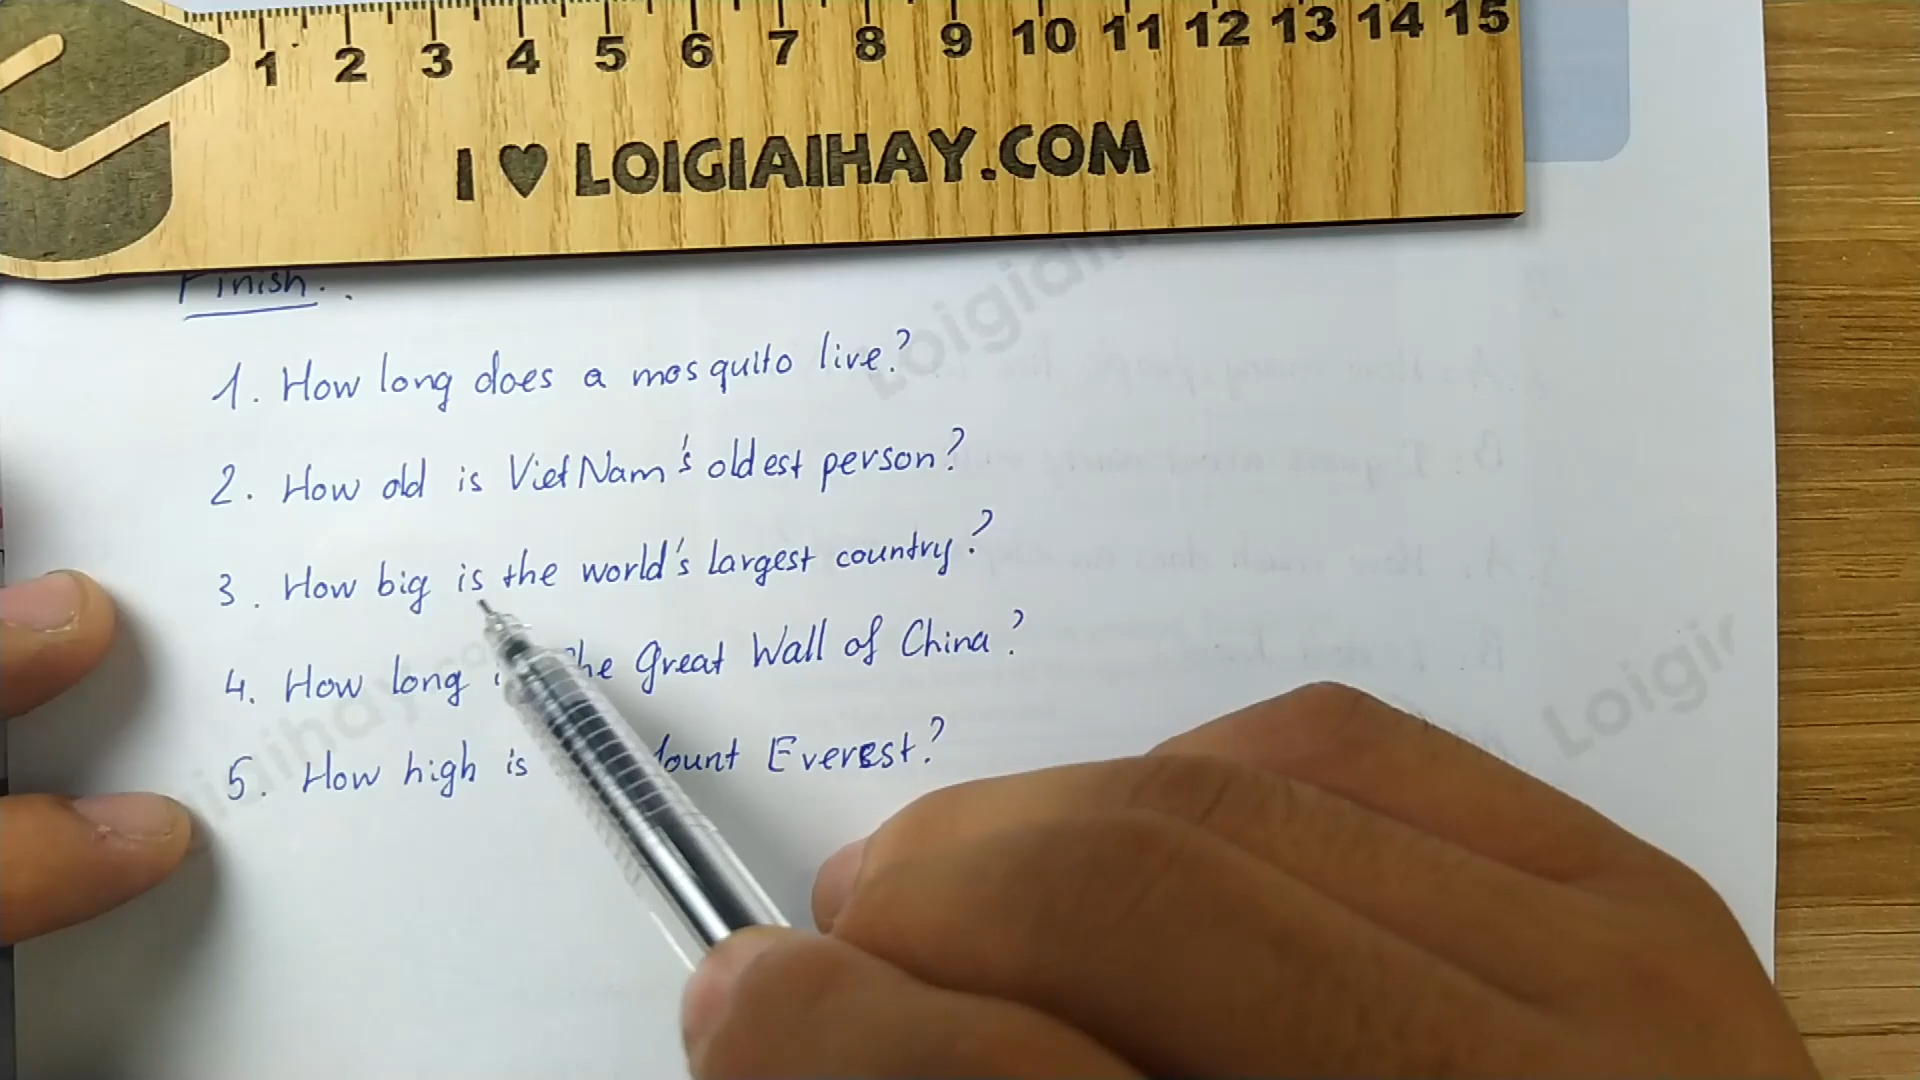 1 2 3 4 5 6 7 8 9 10 11 12 13 14 15
I ♥ LOIGIAIHAY.COM
Finish.
1. How long does a mosquito live?
2. How old is VietNam's oldest person?
3. How big is the world's largest country?
4. How long the Great Wall of China?
5. How high is Mount Everest?